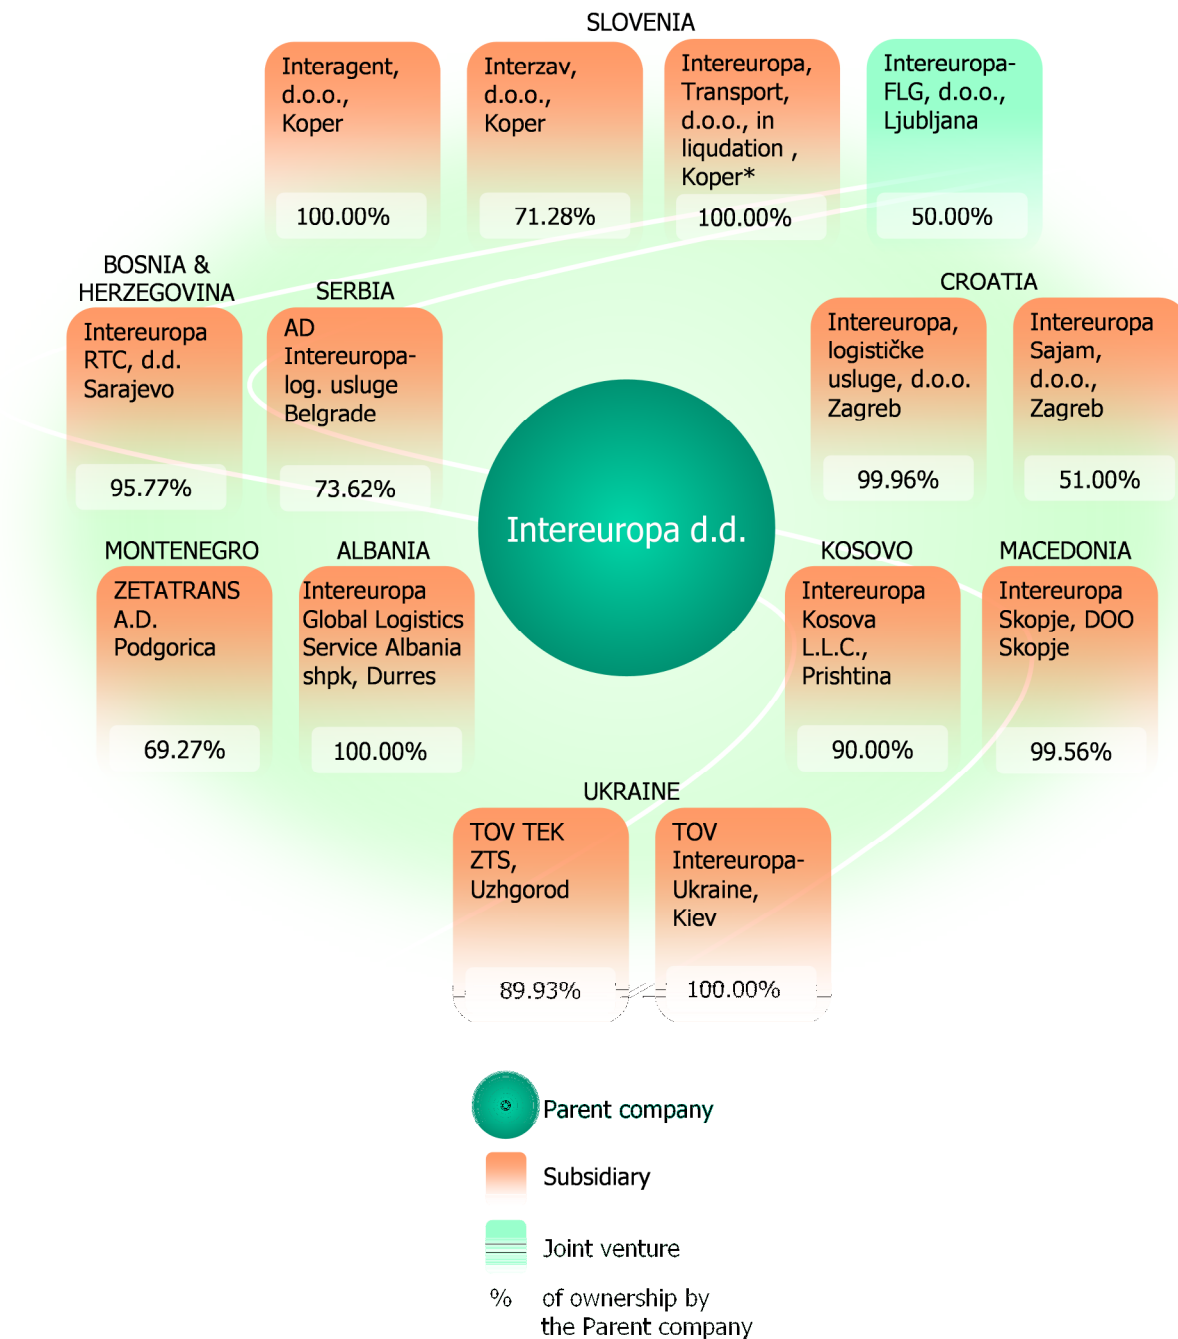 SLOVENIA
Interagent,
d.o.o.,
Koper
100.00%
Interzav,
d.o.o.,
Koper
71.28%
Intereuropa,
Transport,
d.o.o., in
liqudation ,
Koper*
100.00%
Intereuropa-
FLG, d.o.o.,
Ljubljana
50.00%
BOSNIA &
HERZEGOVINA
Intereuropa
RTC, d.d.
Sarajevo
95.77%
SERBIA
AD
Intereuropa-
log. usluge
Belgrade
73.62%
CROATIA
Intereuropa,
logističke
usluge, d.o.o.
Zagreb
99.96%
Intereuropa
Sajam,
d.o.o.,
Zagreb
51.00%
Intereuropa d.d.
MONTENEGRO
ZETATRANS
A.D.
Podgorica
69.27%
ALBANIA
Intereuropa
Global Logistics
Service Albania
shpk, Durres
100.00%
KOSOVO
Intereuropa
Kosova
L.L.C.,
Prishtina
90.00%
MACEDONIA
Intereuropa
Skopje, DOO
Skopje
99.56%
UKRAINE
TOV TEK
ZTS,
Uzhgorod
89.93%
TOV
Intereuropa-
Ukraine,
Kiev
100.00%
Parent company
Subsidiary
Joint venture
% of ownership by
the Parent company